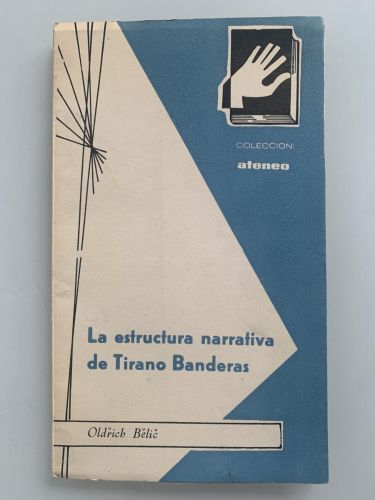 COLECCION:
ateneo
La estructura narrativa
de Tirano Banderas
Oldřich Bělič